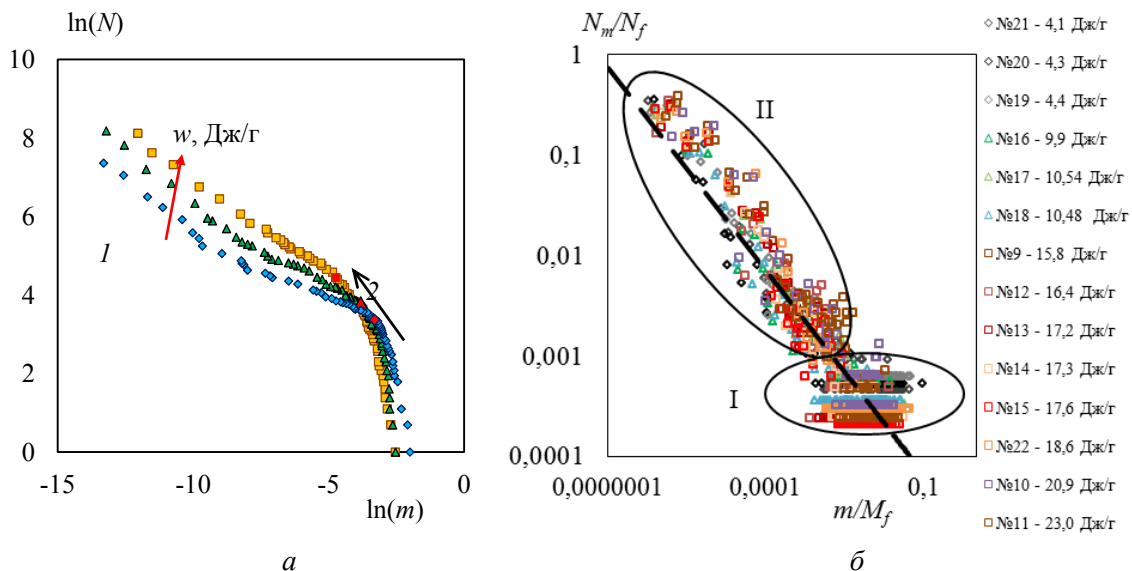 ln(N)
10
8
6
4
2
0
w, Дж/г
1
2
-15
-10
-5
0
ln(m)
а
N_m/N_f
1
0,1
0,01
0,001
0,0001
II
I
0,0000001
0,0001
0,1
m/M_f
б
№21 - 4,1 Дж/г
№20 - 4,3 Дж/г
№19 - 4,4 Дж/г
№16 - 9,9 Дж/г
№17 - 10,54 Дж/г
№18 - 10,48 Дж/г
№9 - 15,8 Дж/г
№12 - 16,4 Дж/г
№13 - 17,2 Дж/г
№14 - 17,3 Дж/г
№15 - 17,6 Дж/г
№22 - 18,6 Дж/г
№10 - 20,9 Дж/г
№11 - 23,0 Дж/г